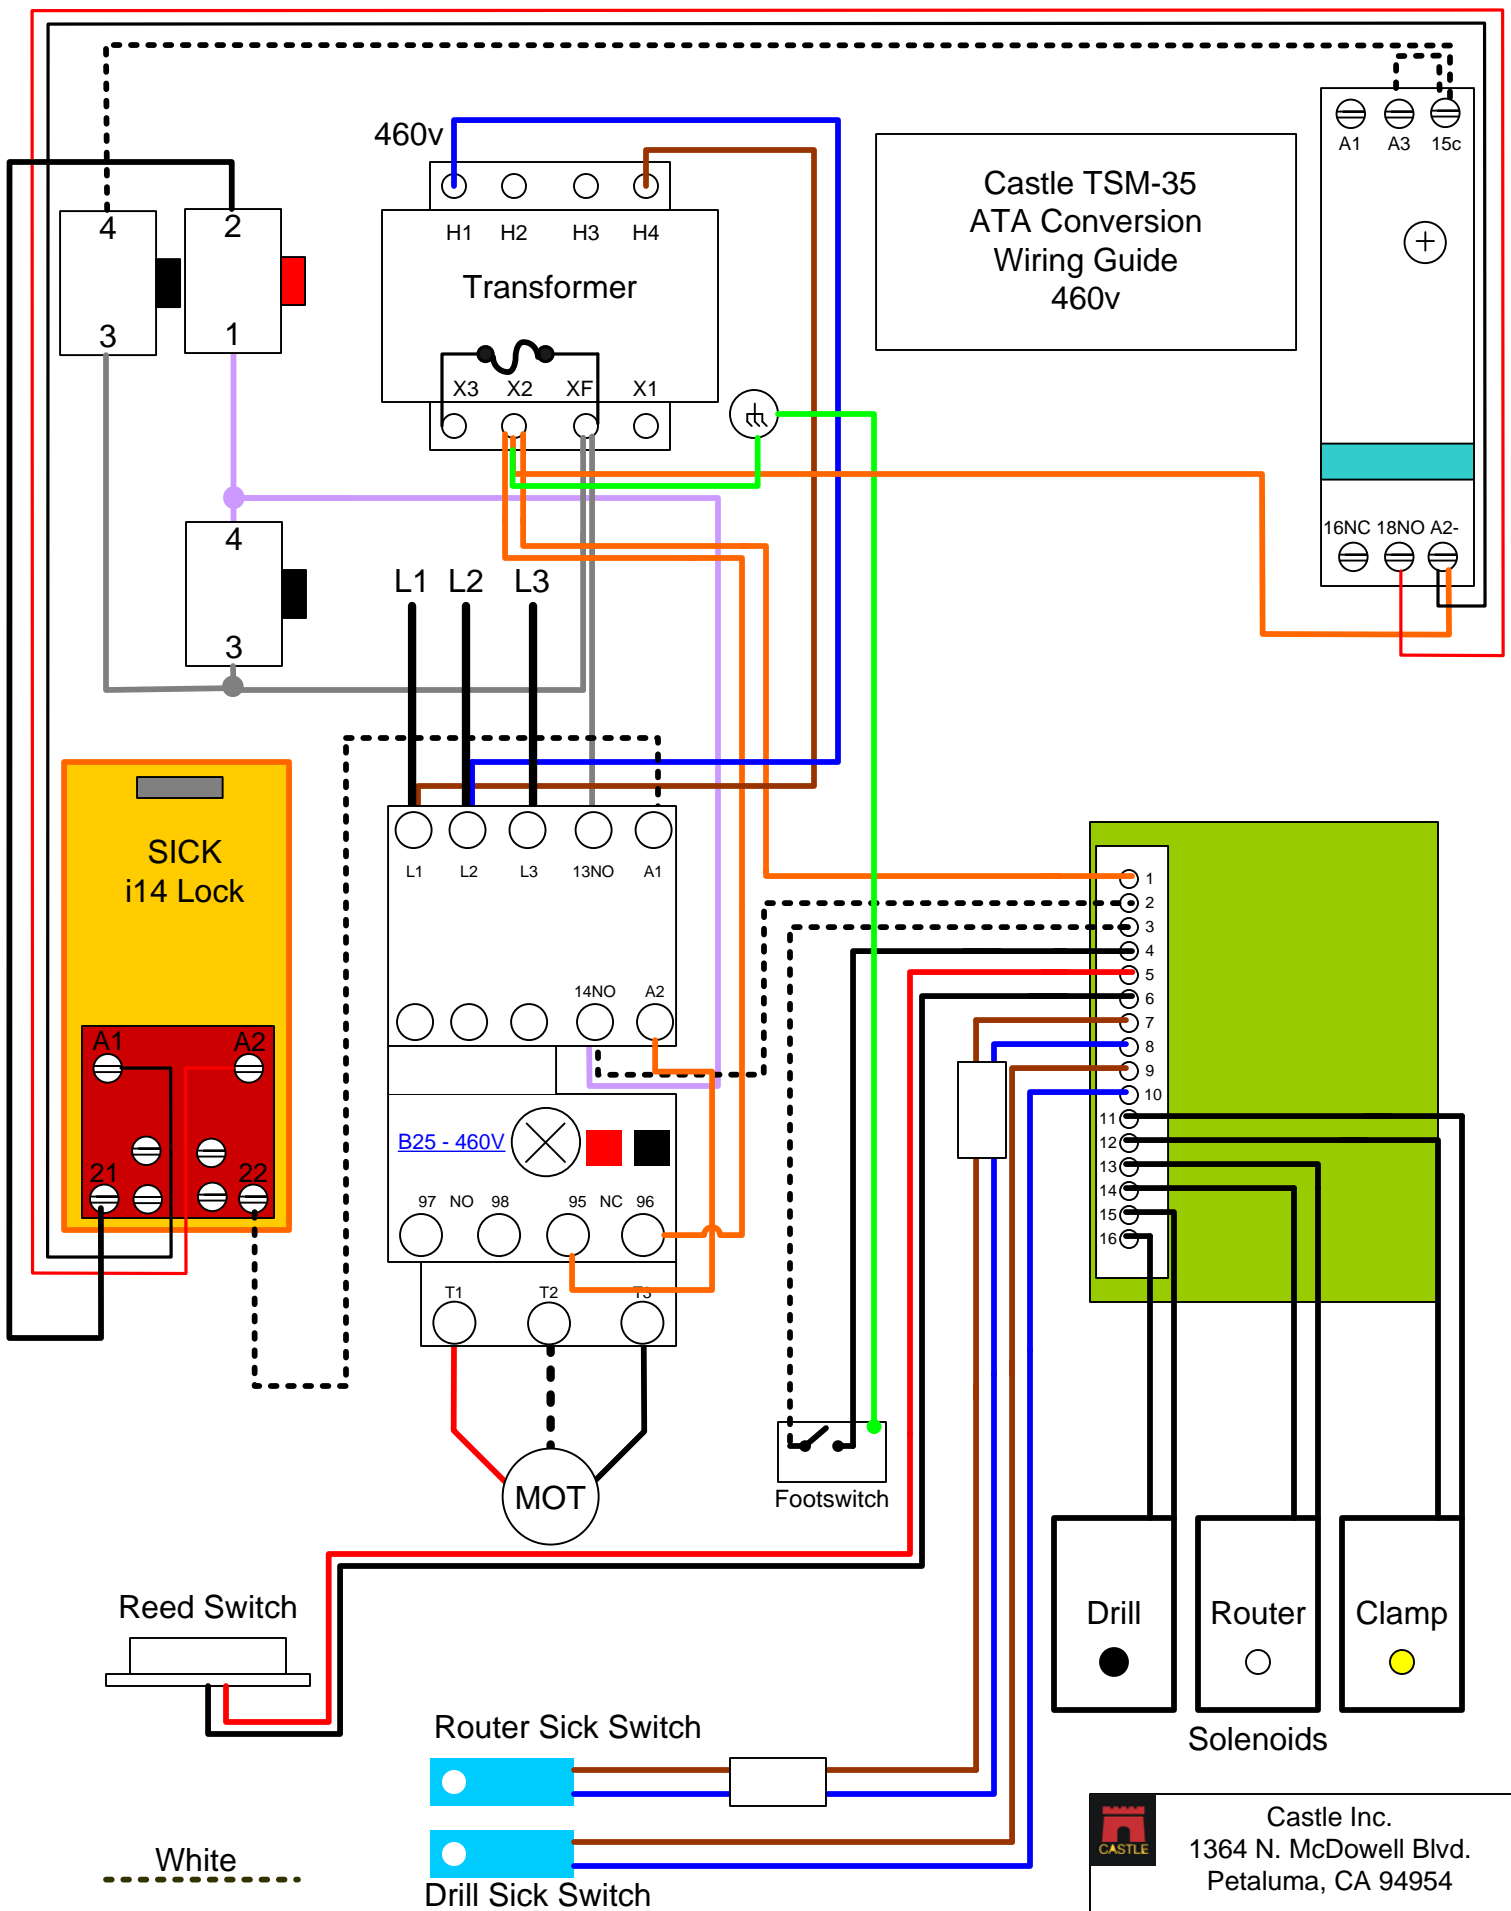 460v
Castle TSM-35
ATA Conversion
Wiring Guide
460v
A1 A3 15c
4
2
3
1
H1 H2 H3 H4
Transformer
X3 X2 XF X1
16NC 18NO A2-
4
3
L1 L2 L3
SICK
i14 Lock
A1 A2
21 22
L1 L2 L3 13NO A1
14NO A2
B25 - 460V
97 NO 98 95 NC 96
T1 T2 T3
MOT
1
2
3
4
5
6
7
8
9
10
11
12
13
14
15
16
Footswitch
Reed Switch
Drill Router Clamp
Solenoids
Router Sick Switch
Drill Sick Switch
White
CASTLE
Castle Inc.
1364 N. McDowell Blvd.
Petaluma, CA 94954